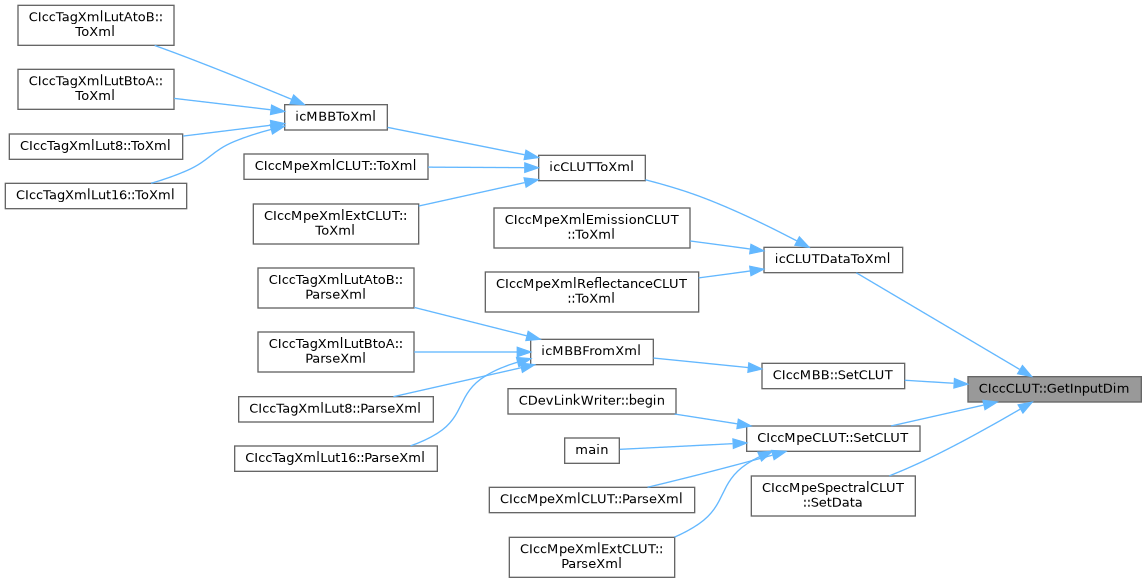 CIccTagXmlLutAtoB::
ToXml
CIccTagXmlLutBtoA::
ToXml
CIccTagXmlLut8::ToXml
CIccTagXmlLut16::ToXml
icMBBToXml
CIccMpeXmlCLUT::ToXml
CIccMpeXmlExtCLUT::
ToXml
icCLUTToXml
CIccMpeXmlEmissionCLUT
::ToXml
CIccMpeXmlReflectanceCLUT
::ToXml
icCLUTDataToXml
CIccTagXmlLutAtoB::
ParseXml
CIccTagXmlLutBtoA::
ParseXml
CIccTagXmlLut8::ParseXml
CIccTagXmlLut16::ParseXml
icMBBFromXml
CIccMBB::SetCLUT
CIccCLUT::GetInputDim
CDevLinkWriter::begin
main
CIccMpeXmlCLUT::ParseXml
CIccMpeXmlExtCLUT::
ParseXml
CIccMpeCLUT::SetCLUT
CIccMpeSpectralCLUT
::SetData